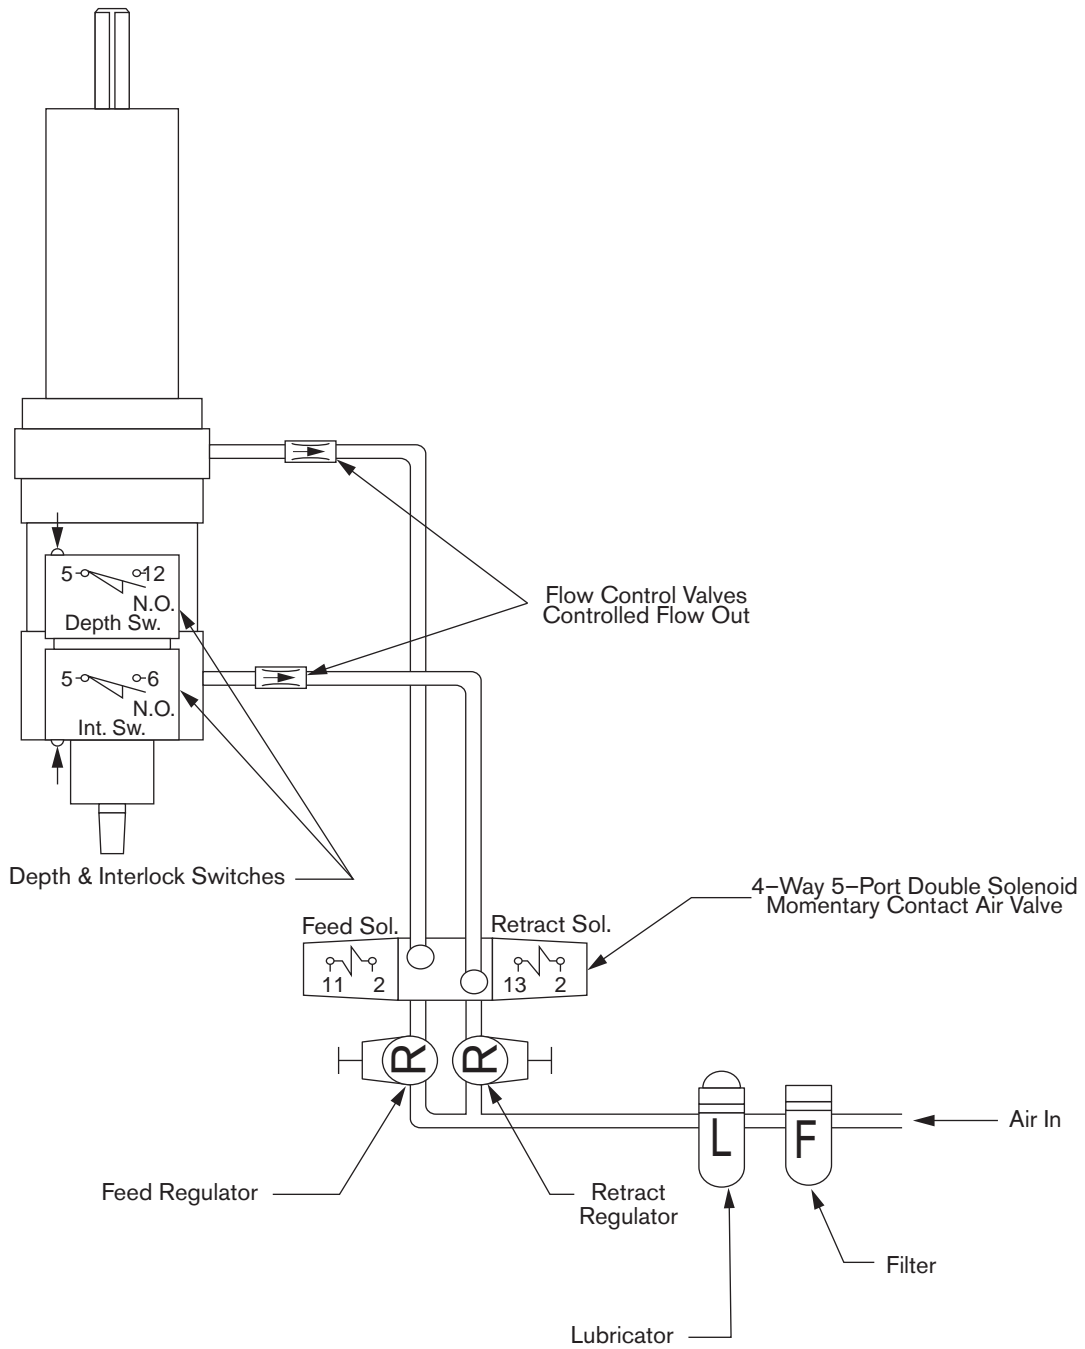 5 12
N.O.
Depth Sw.
Flow Control Valves
Controlled Flow Out
5 6
N.O.
Int. Sw.
Depth & Interlock Switches
4–Way 5–Port Double Solenoid
Momentary Contact Air Valve
Feed Sol. Retract Sol.
11 2 13 2
R R
L F
Air In
Feed Regulator
Retract
Regulator
Filter
Lubricator